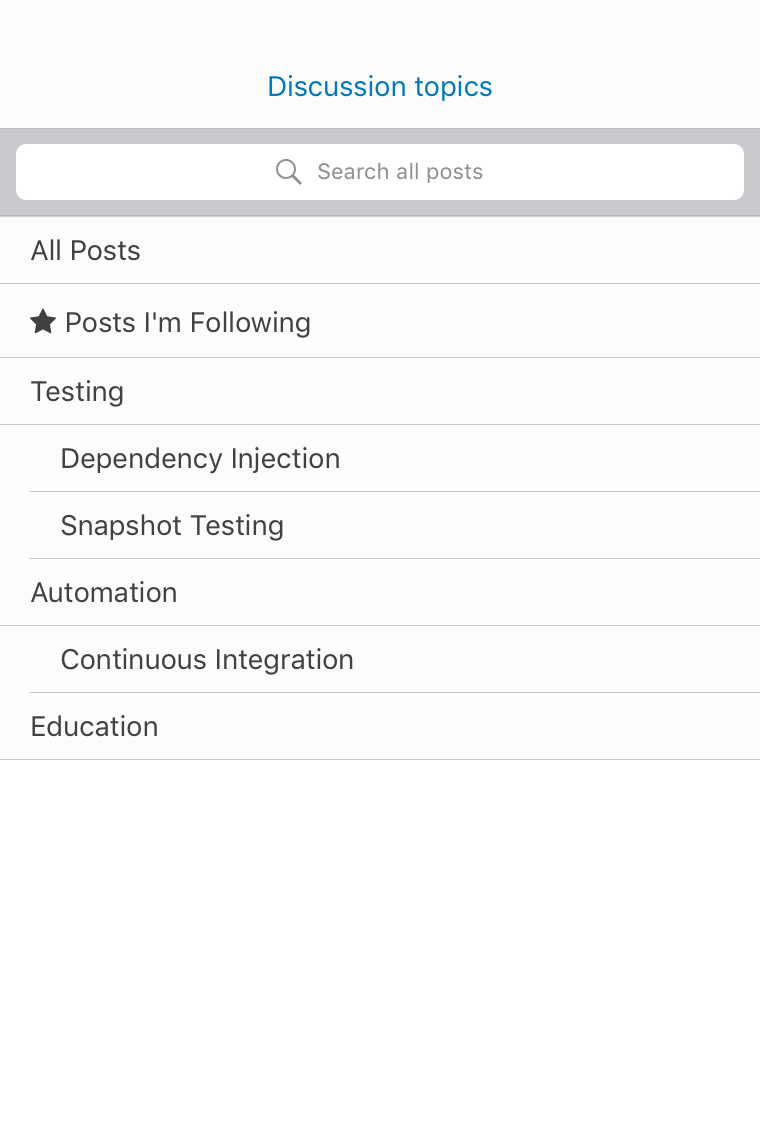 Discussion topics
Search all posts
All Posts
Posts I'm Following
Testing
Dependency Injection
Snapshot Testing
Automation
Continuous Integration
Education